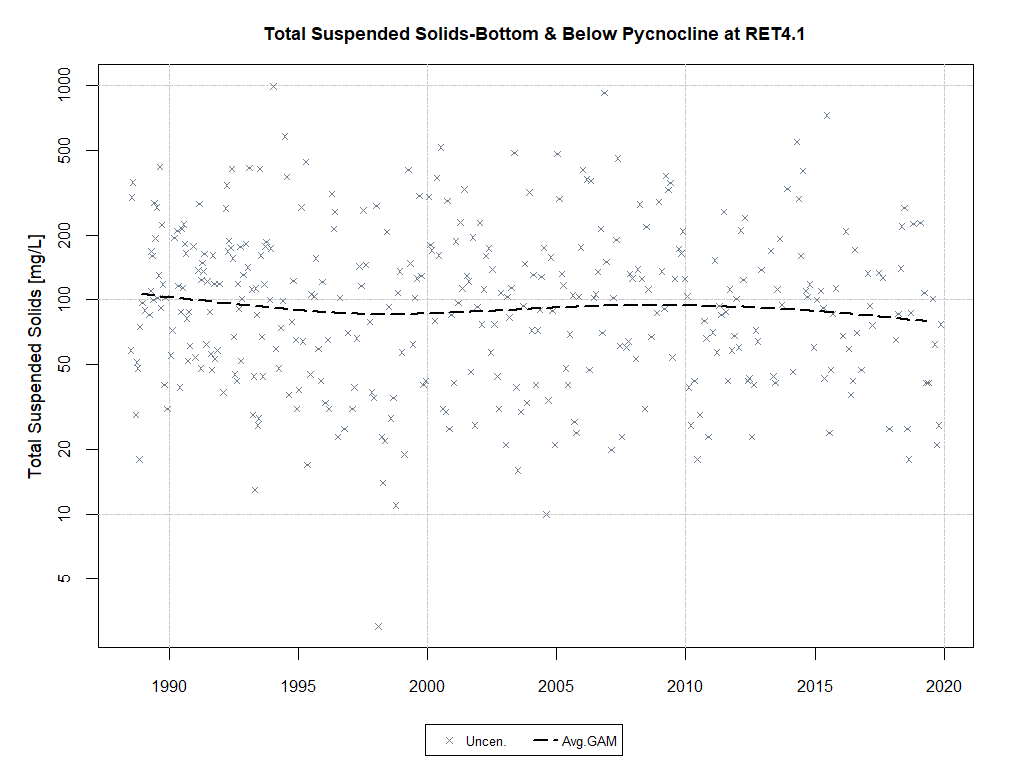 Total Suspended Solids-Bottom & Below Pycnocline at RET4.1
Total Suspended Solids [mg/L]
1000
500
200
100
50
20
10
5
1990 1995 2000 2005 2010 2015 2020
Uncen. Avg.GAM